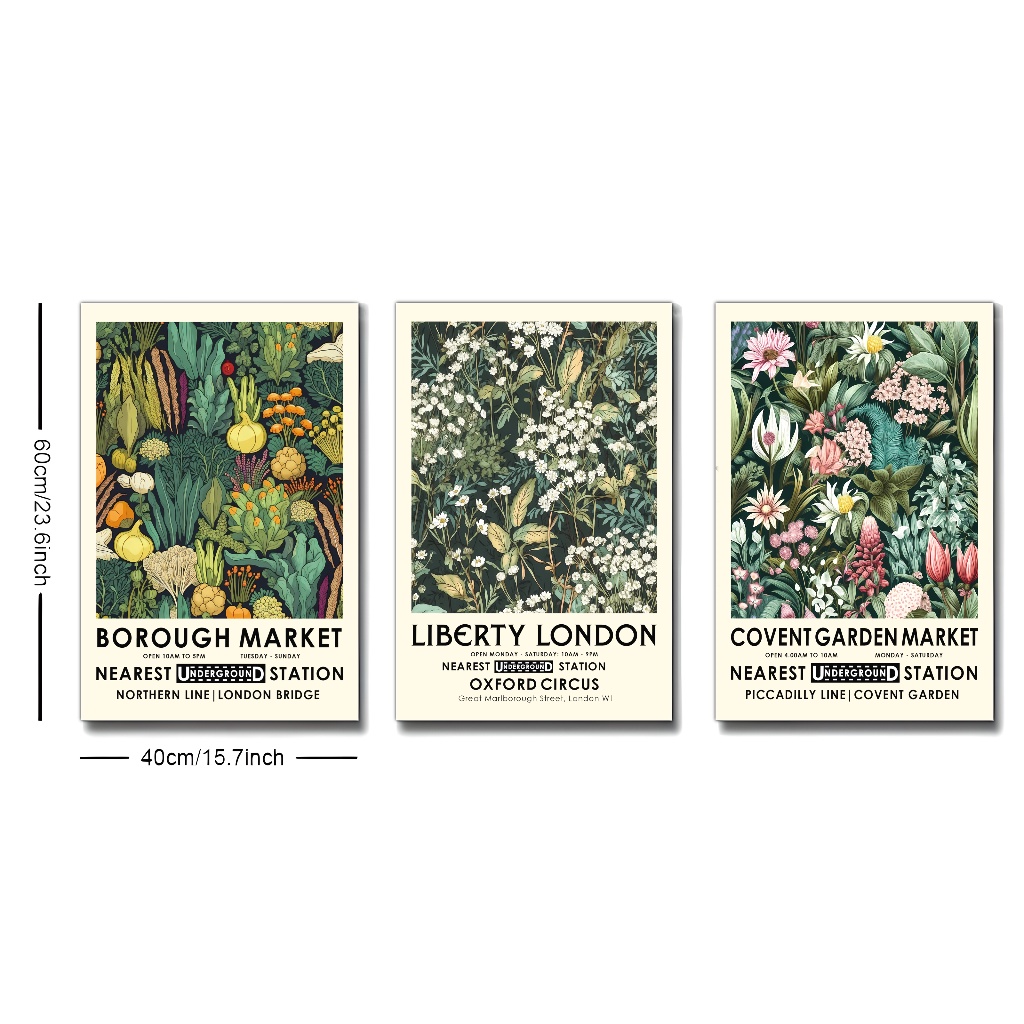 60cm/23.6inch
BOROUGH MARKET
OPEN 10AM TO 5PM TUESDAY - SUNDAY
NEAREST UNDERGROUND STATION
NORTHERN LINE|LONDON BRIDGE
LIBERTY LONDON
OPEN MONDAY - SATURDAY: 10AM - 9PM
NEAREST UNDERGROUND STATION
OXFORD CIRCUS
Great Marlborough Street, London W1
COVENT GARDEN MARKET
OPEN 4:00AM TO 10AM MONDAY - SATURDAY
NEAREST UNDERGROUND STATION
PICCADILLY LINE|COVENT GARDEN
40cm/15.7inch